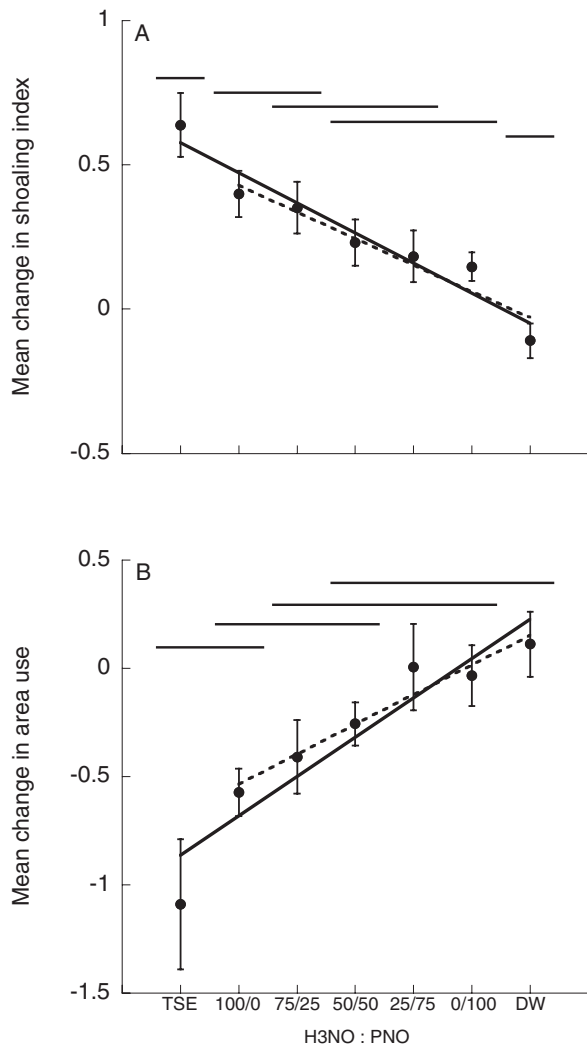 A
1
0.5
0
-0.5
Mean change in shoaling index
B
0.5
0
-0.5
-1
-1.5
Mean change in area use
TSE 100/0 75/25 50/50 25/75 0/100 DW
H3NO : PNO